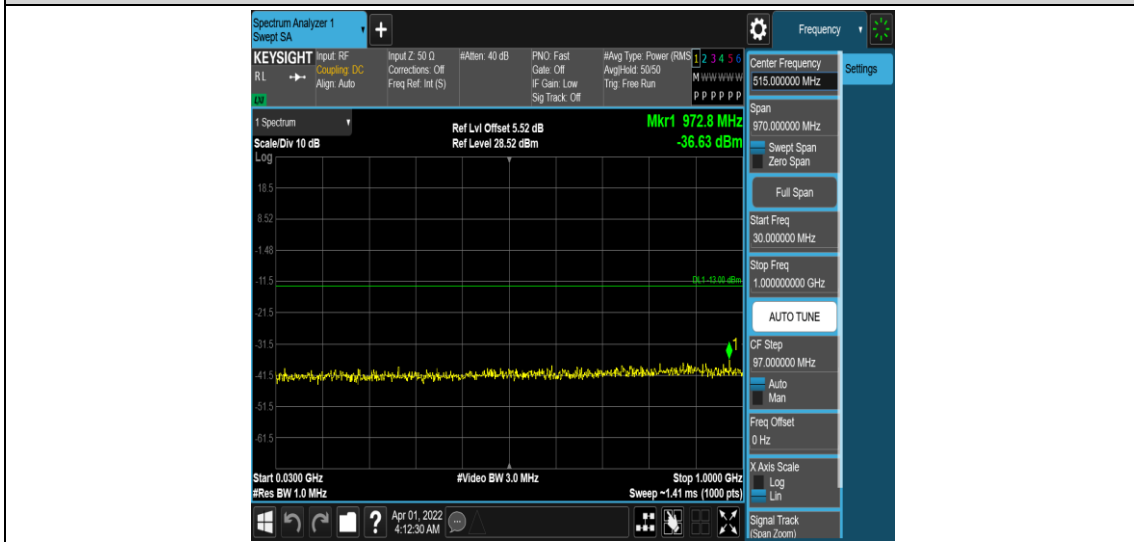 Spectrum Analyzer 1
Swept SA
+
Frequency
KEYSIGHT
RL
LXI
Input: RF
Coupling: DC
Align: Auto
Input Z: 50 Ω
Corrections: Off
Freq Ref: Int (S)
#Atten: 40 dB
PNO: Fast
Gate: Off
IF Gain: Low
Sig Track: Off
#Avg Type: Power (RMS
Avg|Hold: 50/50
Trig: Free Run
1 2 3 4 5 6
M W W W W W
P P P P P P
1 Spectrum
Scale/Div 10 dB
Log
Ref Lvl Offset 5.52 dB
Ref Level 28.52 dBm
Mkr1 972.8 MHz
-36.63 dBm
18.5
8.52
-1.48
-11.5
DL1 -13.00 dBm
-21.5
-31.5
1
-41.5
-51.5
-61.5
Start 0.0300 GHz
#Res BW 1.0 MHz
#Video BW 3.0 MHz
Stop 1.0000 GHz
Sweep ~1.41 ms (1000 pts)
?
Apr 01, 2022
4:12:30 AM
Center Frequency
515.000000 MHz
Settings
Span
970.000000 MHz
Swept Span
Zero Span
Full Span
Start Freq
30.000000 MHz
Stop Freq
1.000000000 GHz
AUTO TUNE
CF Step
97.000000 MHz
Auto
Man
Freq Offset
0 Hz
X Axis Scale
Log
Lin
Signal Track
(Span Zoom)